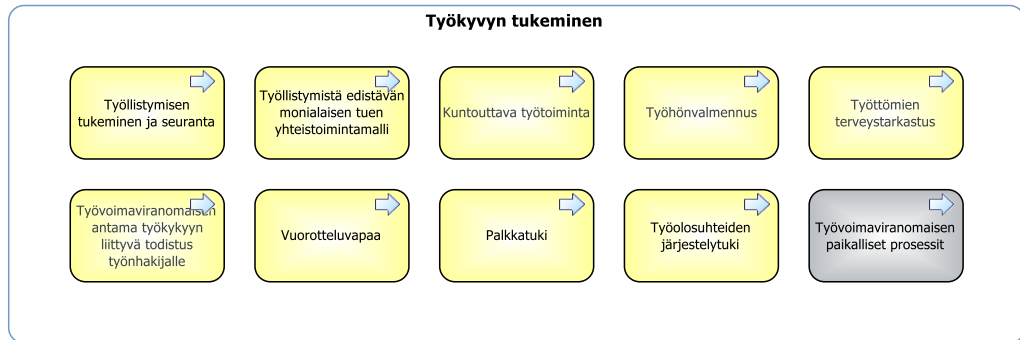 Työkyvyn tukeminen
Työllistymisen
tukeminen ja seuranta
Työllistymistä edistävän
monialaisen tuen
yhteistoimintamalli
Kuntouttava työtoiminta
Työhönvalmennus
Työttömien
terveystarkastus
Työvoimaviranomaisen
antama työkykyyn
liittyvä todistus
työnhakijalle
Vuorotteluvapaa
Palkkatuki
Työolosuhteiden
järjestelytuki
Työvoimaviranomaisen
paikalliset prosessit